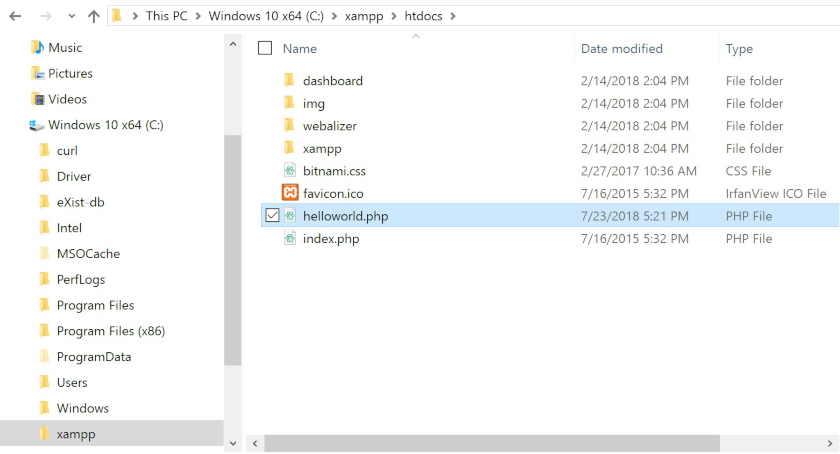 This PC > Windows 10 x64 (C:) > xampp > htdocs >
Music
Pictures
Videos
Windows 10 x64 (C:)
curl
Driver
eXist-db
Intel
MSOCache
PerfLogs
Program Files
Program Files (x86)
ProgramData
Users
Windows
xampp
Name Date modified Type
dashboard 2/14/2018 2:04 PM File folder
img 2/14/2018 2:04 PM File folder
webalizer 2/14/2018 2:04 PM File folder
xampp 2/14/2018 2:04 PM File folder
bitnami.css 2/27/2017 10:36 AM CSS File
favicon.ico 7/16/2015 5:32 PM IrfanView ICO File
helloworld.php 7/23/2018 5:21 PM PHP File
index.php 7/16/2015 5:32 PM PHP File